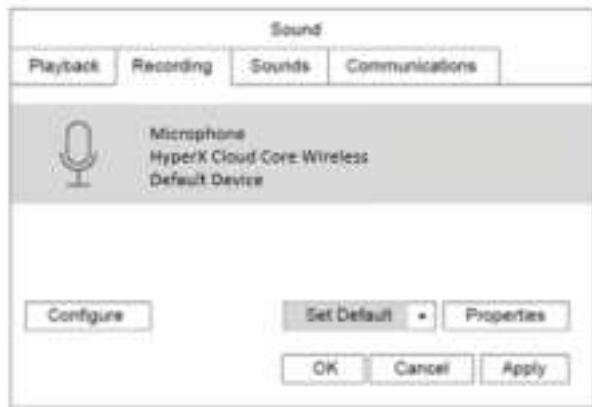 Sound
Playback Recording Sounds Communications
Microphone
HyperX Cloud Core Wireless
Default Device
Configure Set Default Properties
OK Cancel Apply